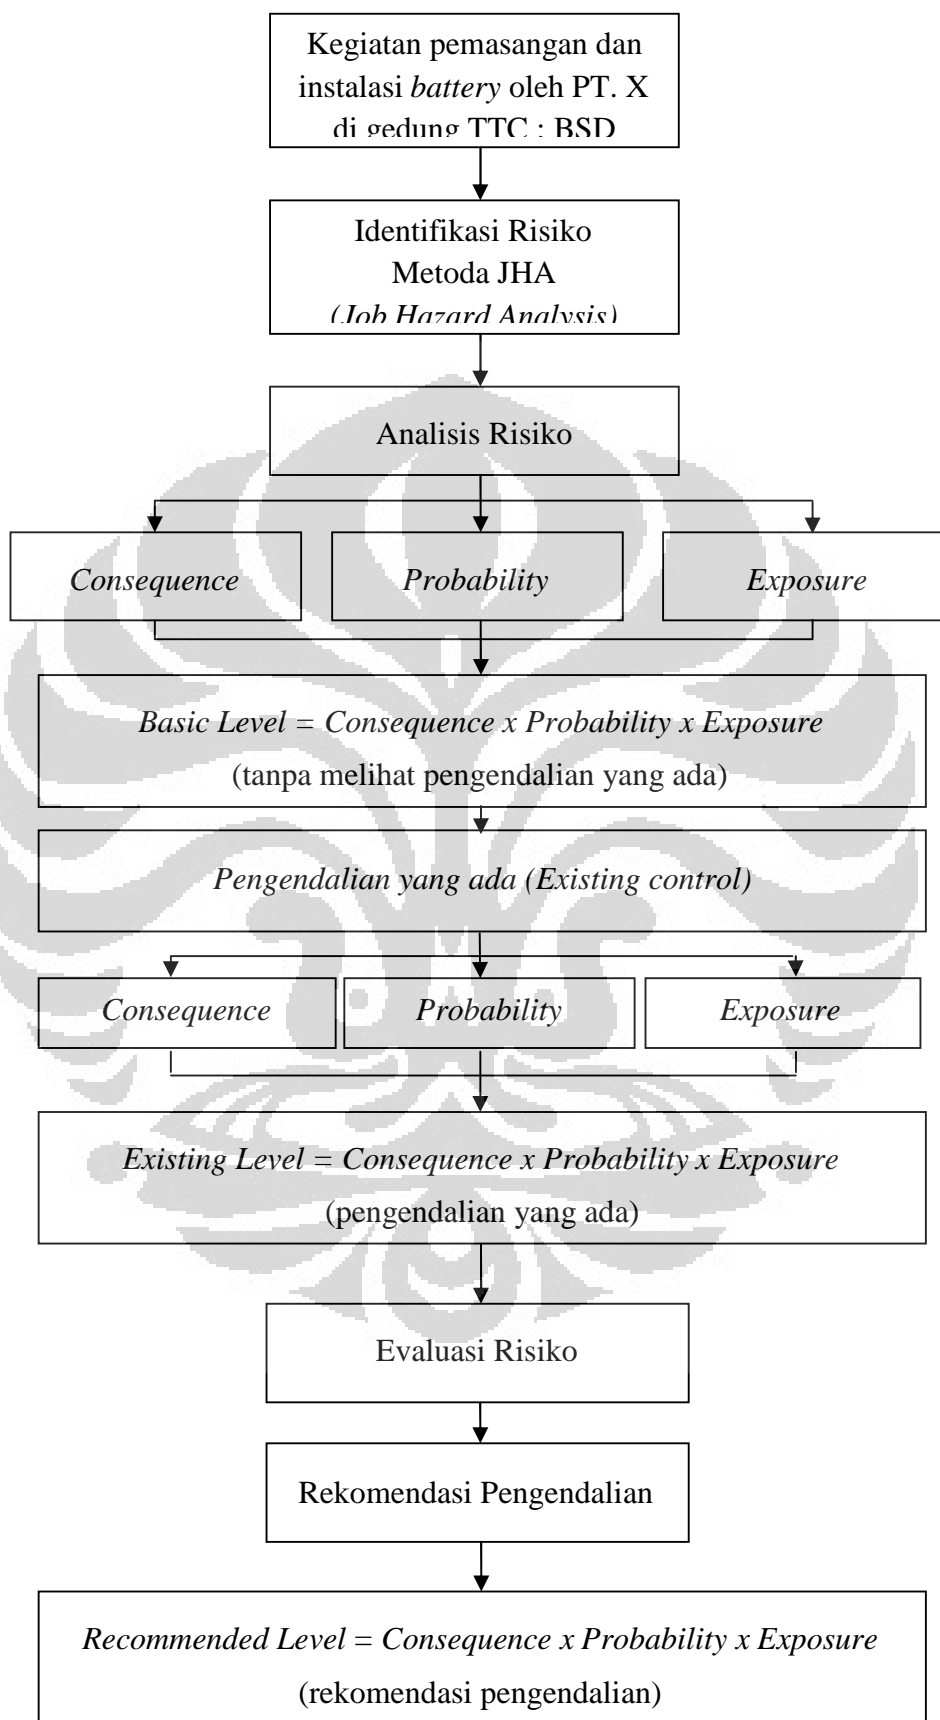 Kegiatan pemasangan dan
instalasi battery oleh PT. X
di gedung TTC : BSD
Identifikasi Risiko
Metoda JHA
(Job Hazard Analysis)
Analisis Risiko
Consequence
Probability
Exposure
Basic Level = Consequence x Probability x Exposure
(tanpa melihat pengendalian yang ada)
Pengendalian yang ada (Existing control)
Consequence
Probability
Exposure
Existing Level = Consequence x Probability x Exposure
(pengendalian yang ada)
Evaluasi Risiko
Rekomendasi Pengendalian
Recommended Level = Consequence x Probability x Exposure
(rekomendasi pengendalian)